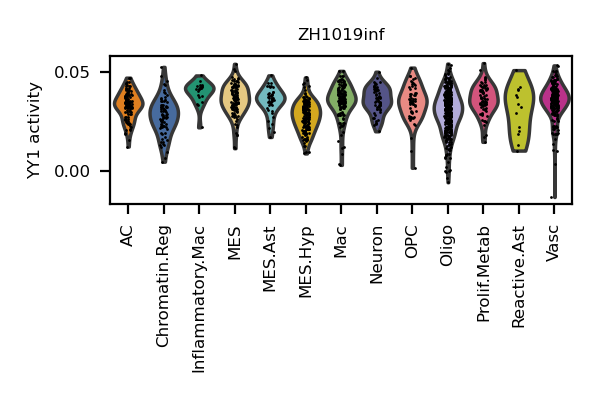 ZH1019inf
YY1 activity
0.05
0.00
AC
Chromatin.Reg
Inflammatory.Mac
MES
MES.Ast
MES.Hyp
Mac
Neuron
OPC
Oligo
Prolif.Metab
Reactive.Ast
Vasc